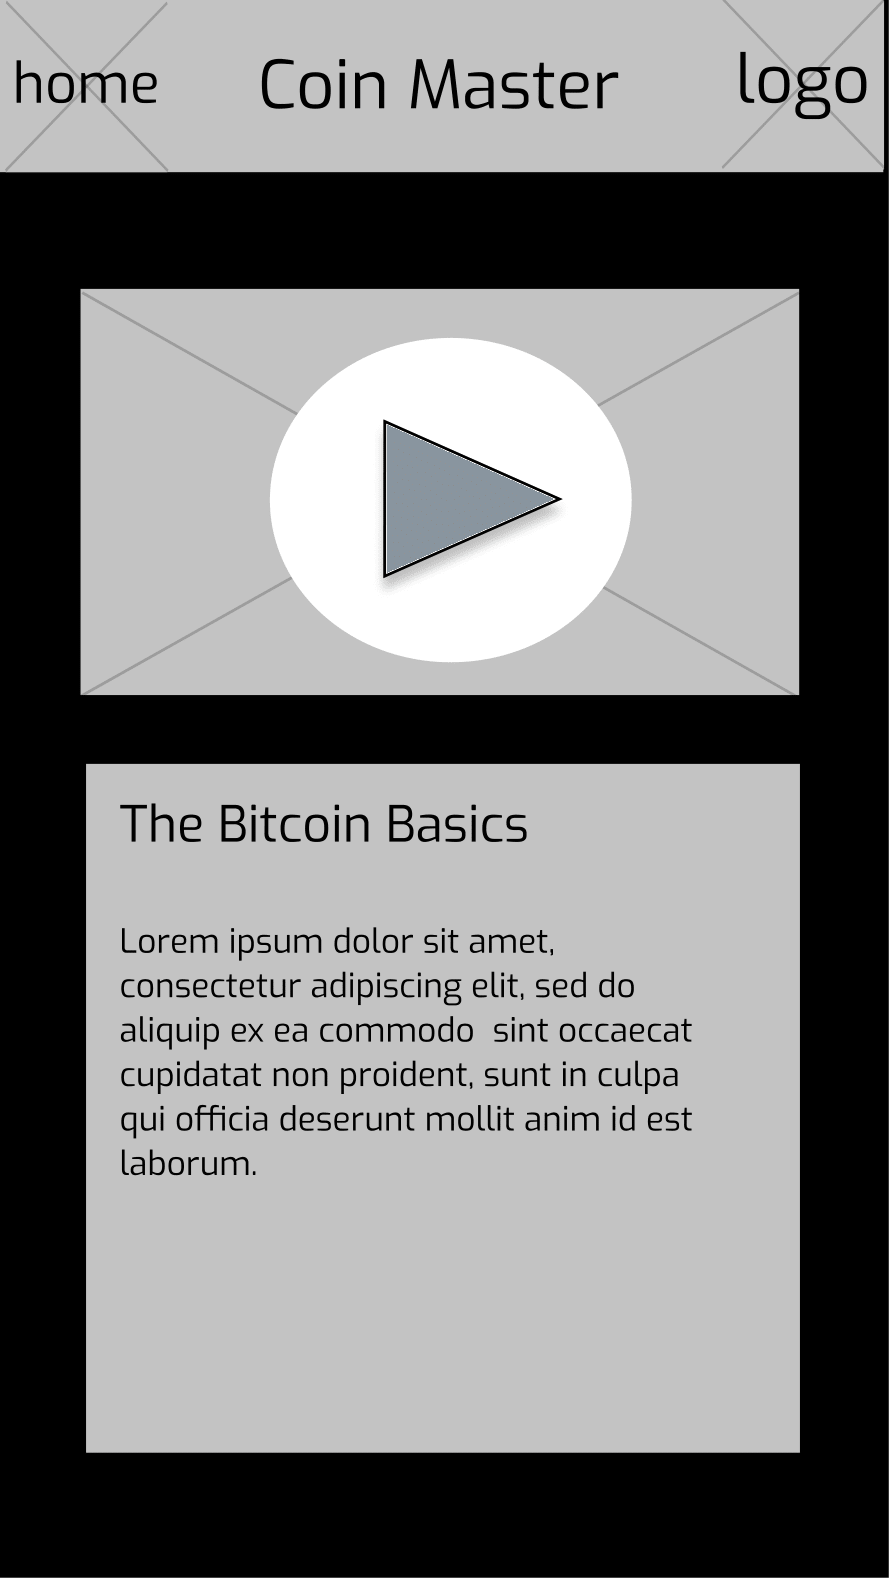 home Coin Master logo
The Bitcoin Basics
Lorem ipsum dolor sit amet,
consectetur adipiscing elit, sed do
aliquip ex ea commodo  sint occaecat
cupidatat non proident, sunt in culpa
qui officia deserunt mollit anim id est
laborum.